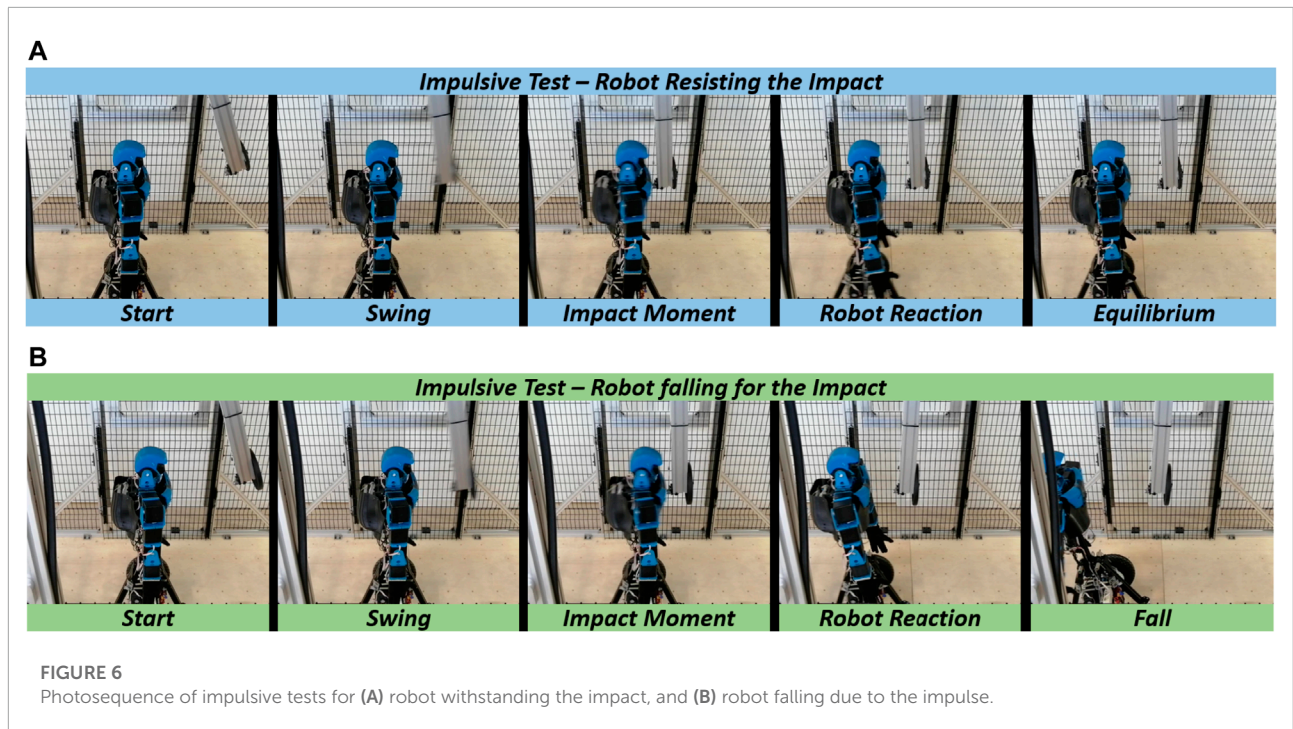 A
Impulsive Test – Robot Resisting the Impact
Start
Swing
Impact Moment
Robot Reaction
Equilibrium
B
Impulsive Test – Robot falling for the Impact
Start
Swing
Impact Moment
Robot Reaction
Fall
FIGURE 6
Photosequence of impulsive tests for (A) robot withstanding the impact, and (B) robot falling due to the impulse.